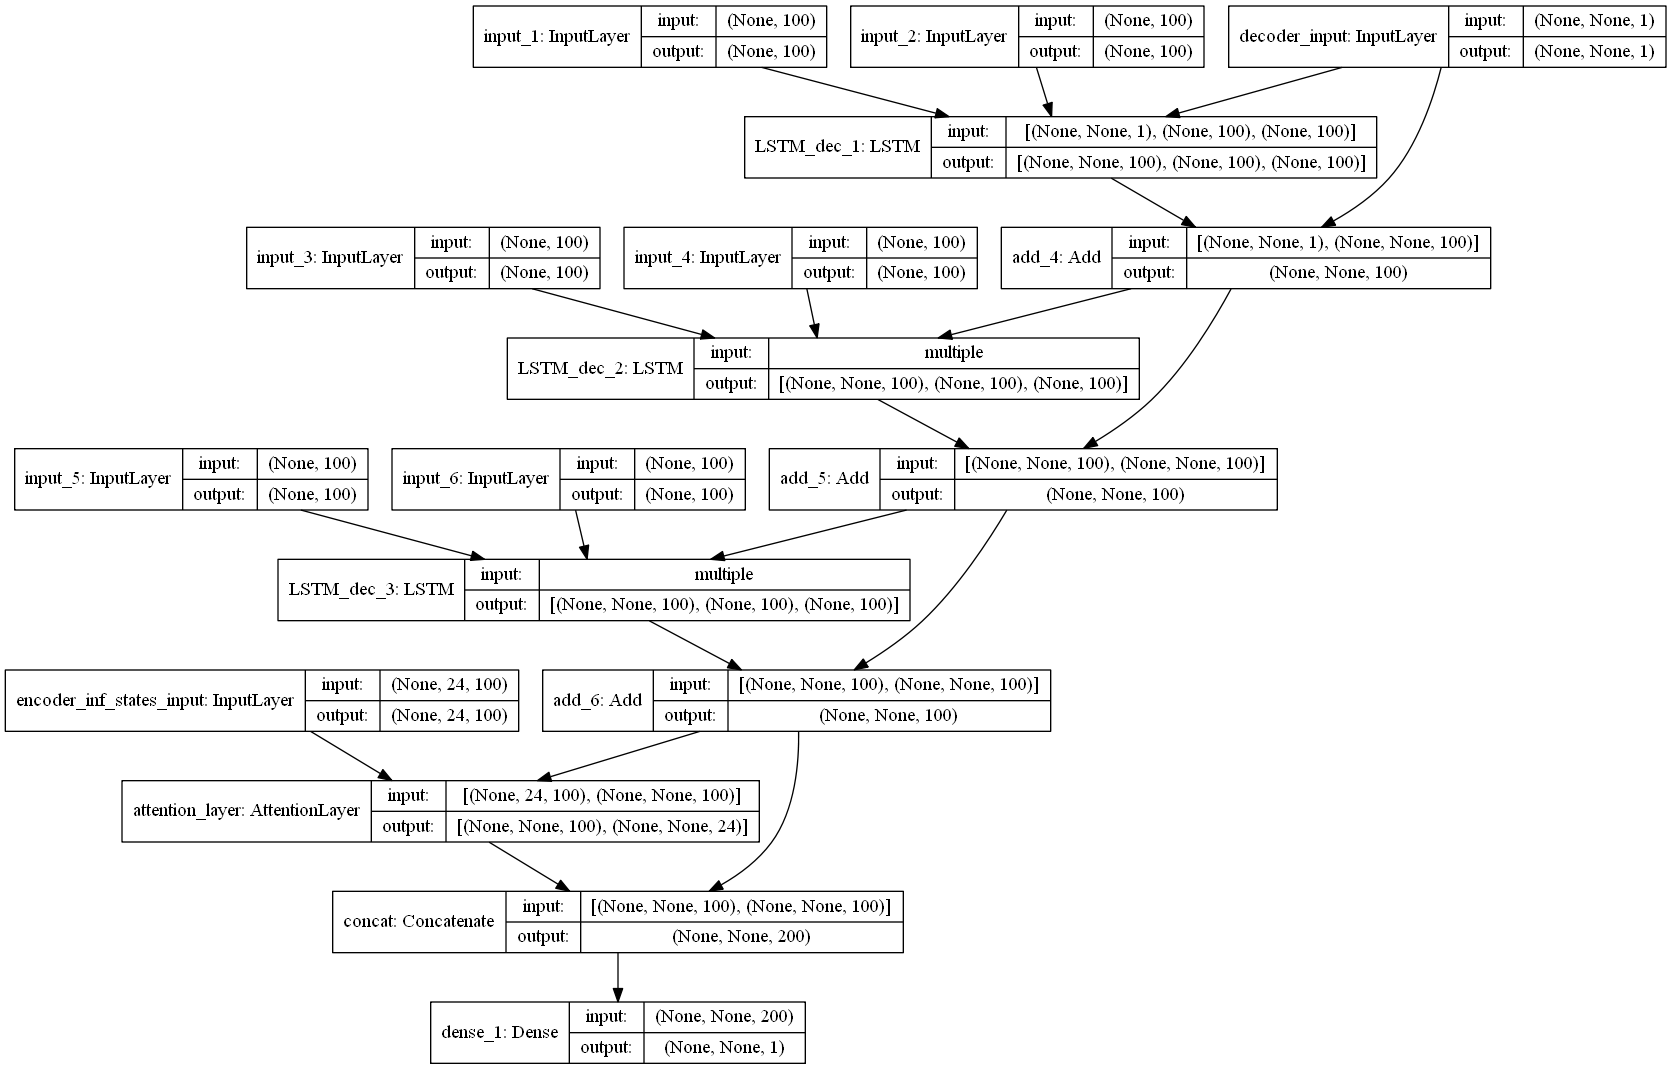 input_1: InputLayer
input:
(None, 100)
output:
(None, 100)
input_2: InputLayer
input:
(None, 100)
output:
(None, 100)
decoder_input: InputLayer
input:
(None, None, 1)
output:
(None, None, 1)
LSTM_dec_1: LSTM
input:
[(None, None, 1), (None, 100), (None, 100)]
output:
[(None, None, 100), (None, 100), (None, 100)]
input_3: InputLayer
input:
(None, 100)
output:
(None, 100)
input_4: InputLayer
input:
(None, 100)
output:
(None, 100)
add_4: Add
input:
[(None, None, 1), (None, None, 100)]
output:
(None, None, 100)
LSTM_dec_2: LSTM
input:
multiple
output:
[(None, None, 100), (None, 100), (None, 100)]
input_5: InputLayer
input:
(None, 100)
output:
(None, 100)
input_6: InputLayer
input:
(None, 100)
output:
(None, 100)
add_5: Add
input:
[(None, None, 100), (None, None, 100)]
output:
(None, None, 100)
LSTM_dec_3: LSTM
input:
multiple
output:
[(None, None, 100), (None, 100), (None, 100)]
encoder_inf_states_input: InputLayer
input:
(None, 24, 100)
output:
(None, 24, 100)
add_6: Add
input:
[(None, None, 100), (None, None, 100)]
output:
(None, None, 100)
attention_layer: AttentionLayer
input:
[(None, 24, 100), (None, None, 100)]
output:
[(None, None, 100), (None, None, 24)]
concat: Concatenate
input:
[(None, None, 100), (None, None, 100)]
output:
(None, None, 200)
dense_1: Dense
input:
(None, None, 200)
output:
(None, None, 1)